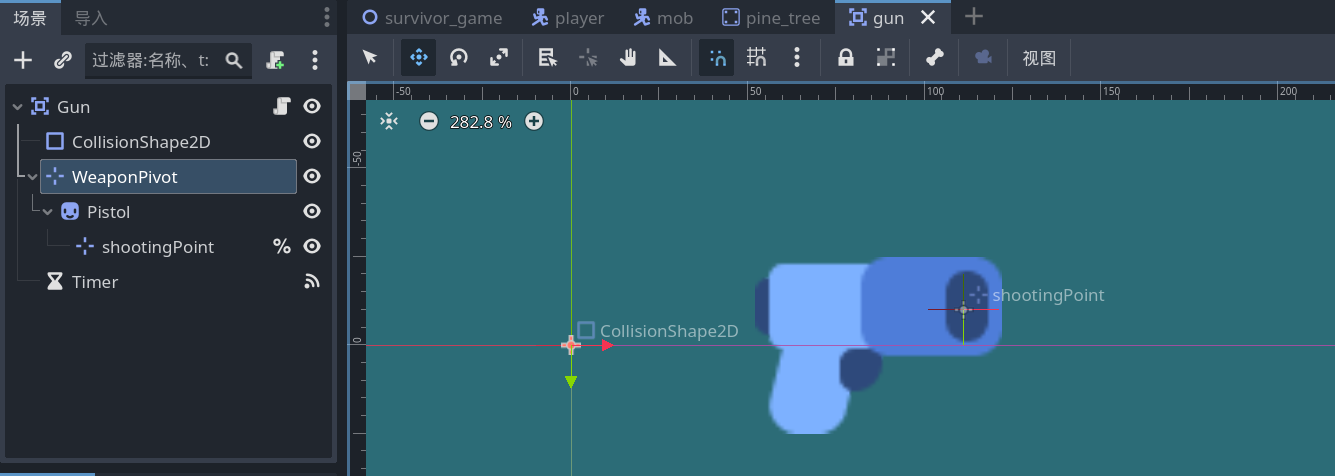 场景 导入
survivor_game player mob pine_tree gun
过滤器:名称、t:
视图
Gun
CollisionShape2D
WeaponPivot
Pistol
shootingPoint
Timer
-50 0 50 100 150 200
-50
0
282.8 %
shootingPoint
CollisionShape2D